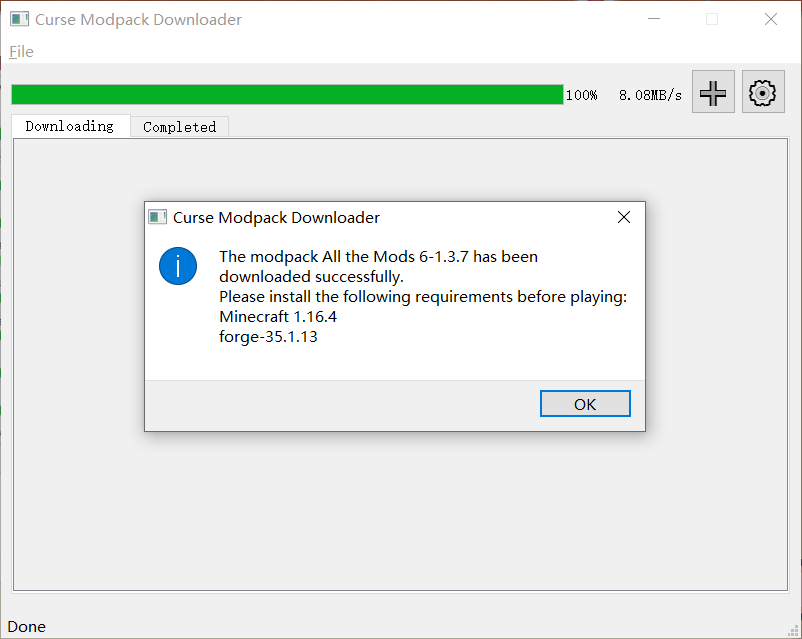 Curse Modpack Downloader
File
100% 8.08MB/s
Downloading Completed
Curse Modpack Downloader
The modpack All the Mods 6-1.3.7 has been
downloaded successfully.
Please install the following requirements before playing:
Minecraft 1.16.4
forge-35.1.13
OK
Done